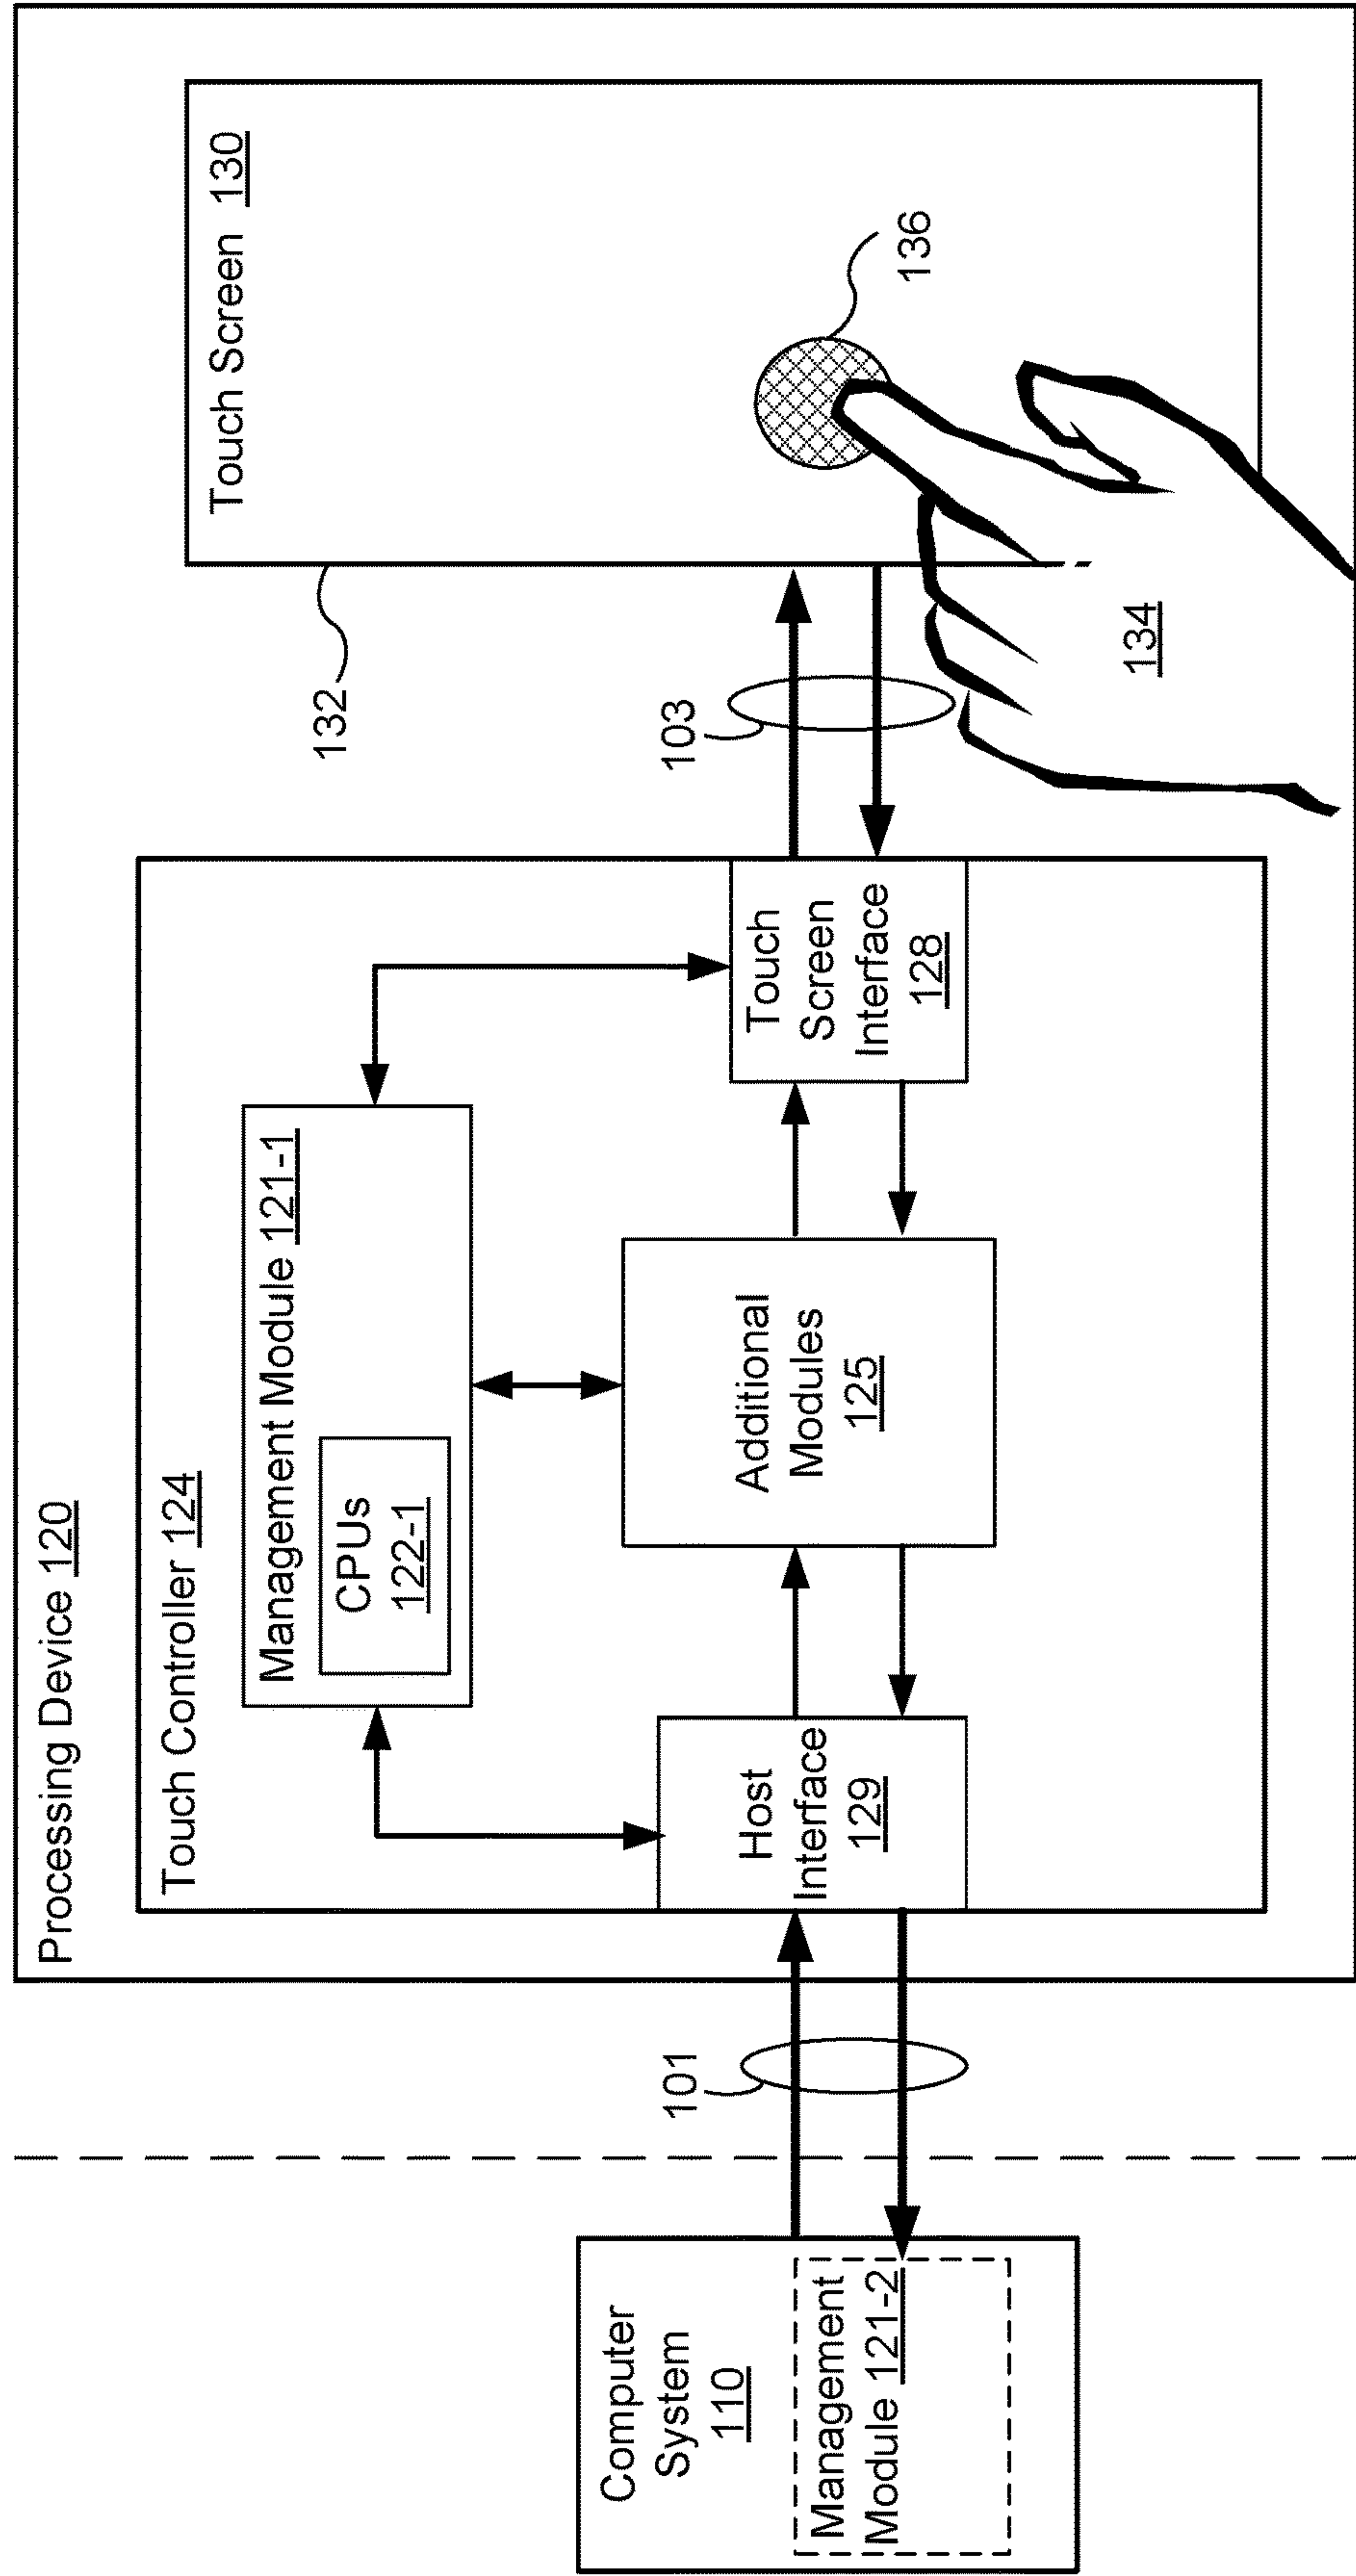 Processing Device 120
Touch Controller 124
Management Module 121-1
CPUs
122-1
Computer
System
110
Management
Module 121-2
101
Host
Interface
129
Additional
Modules
125
Touch
Screen
Interface
128
103
132
Touch Screen 130
136
134